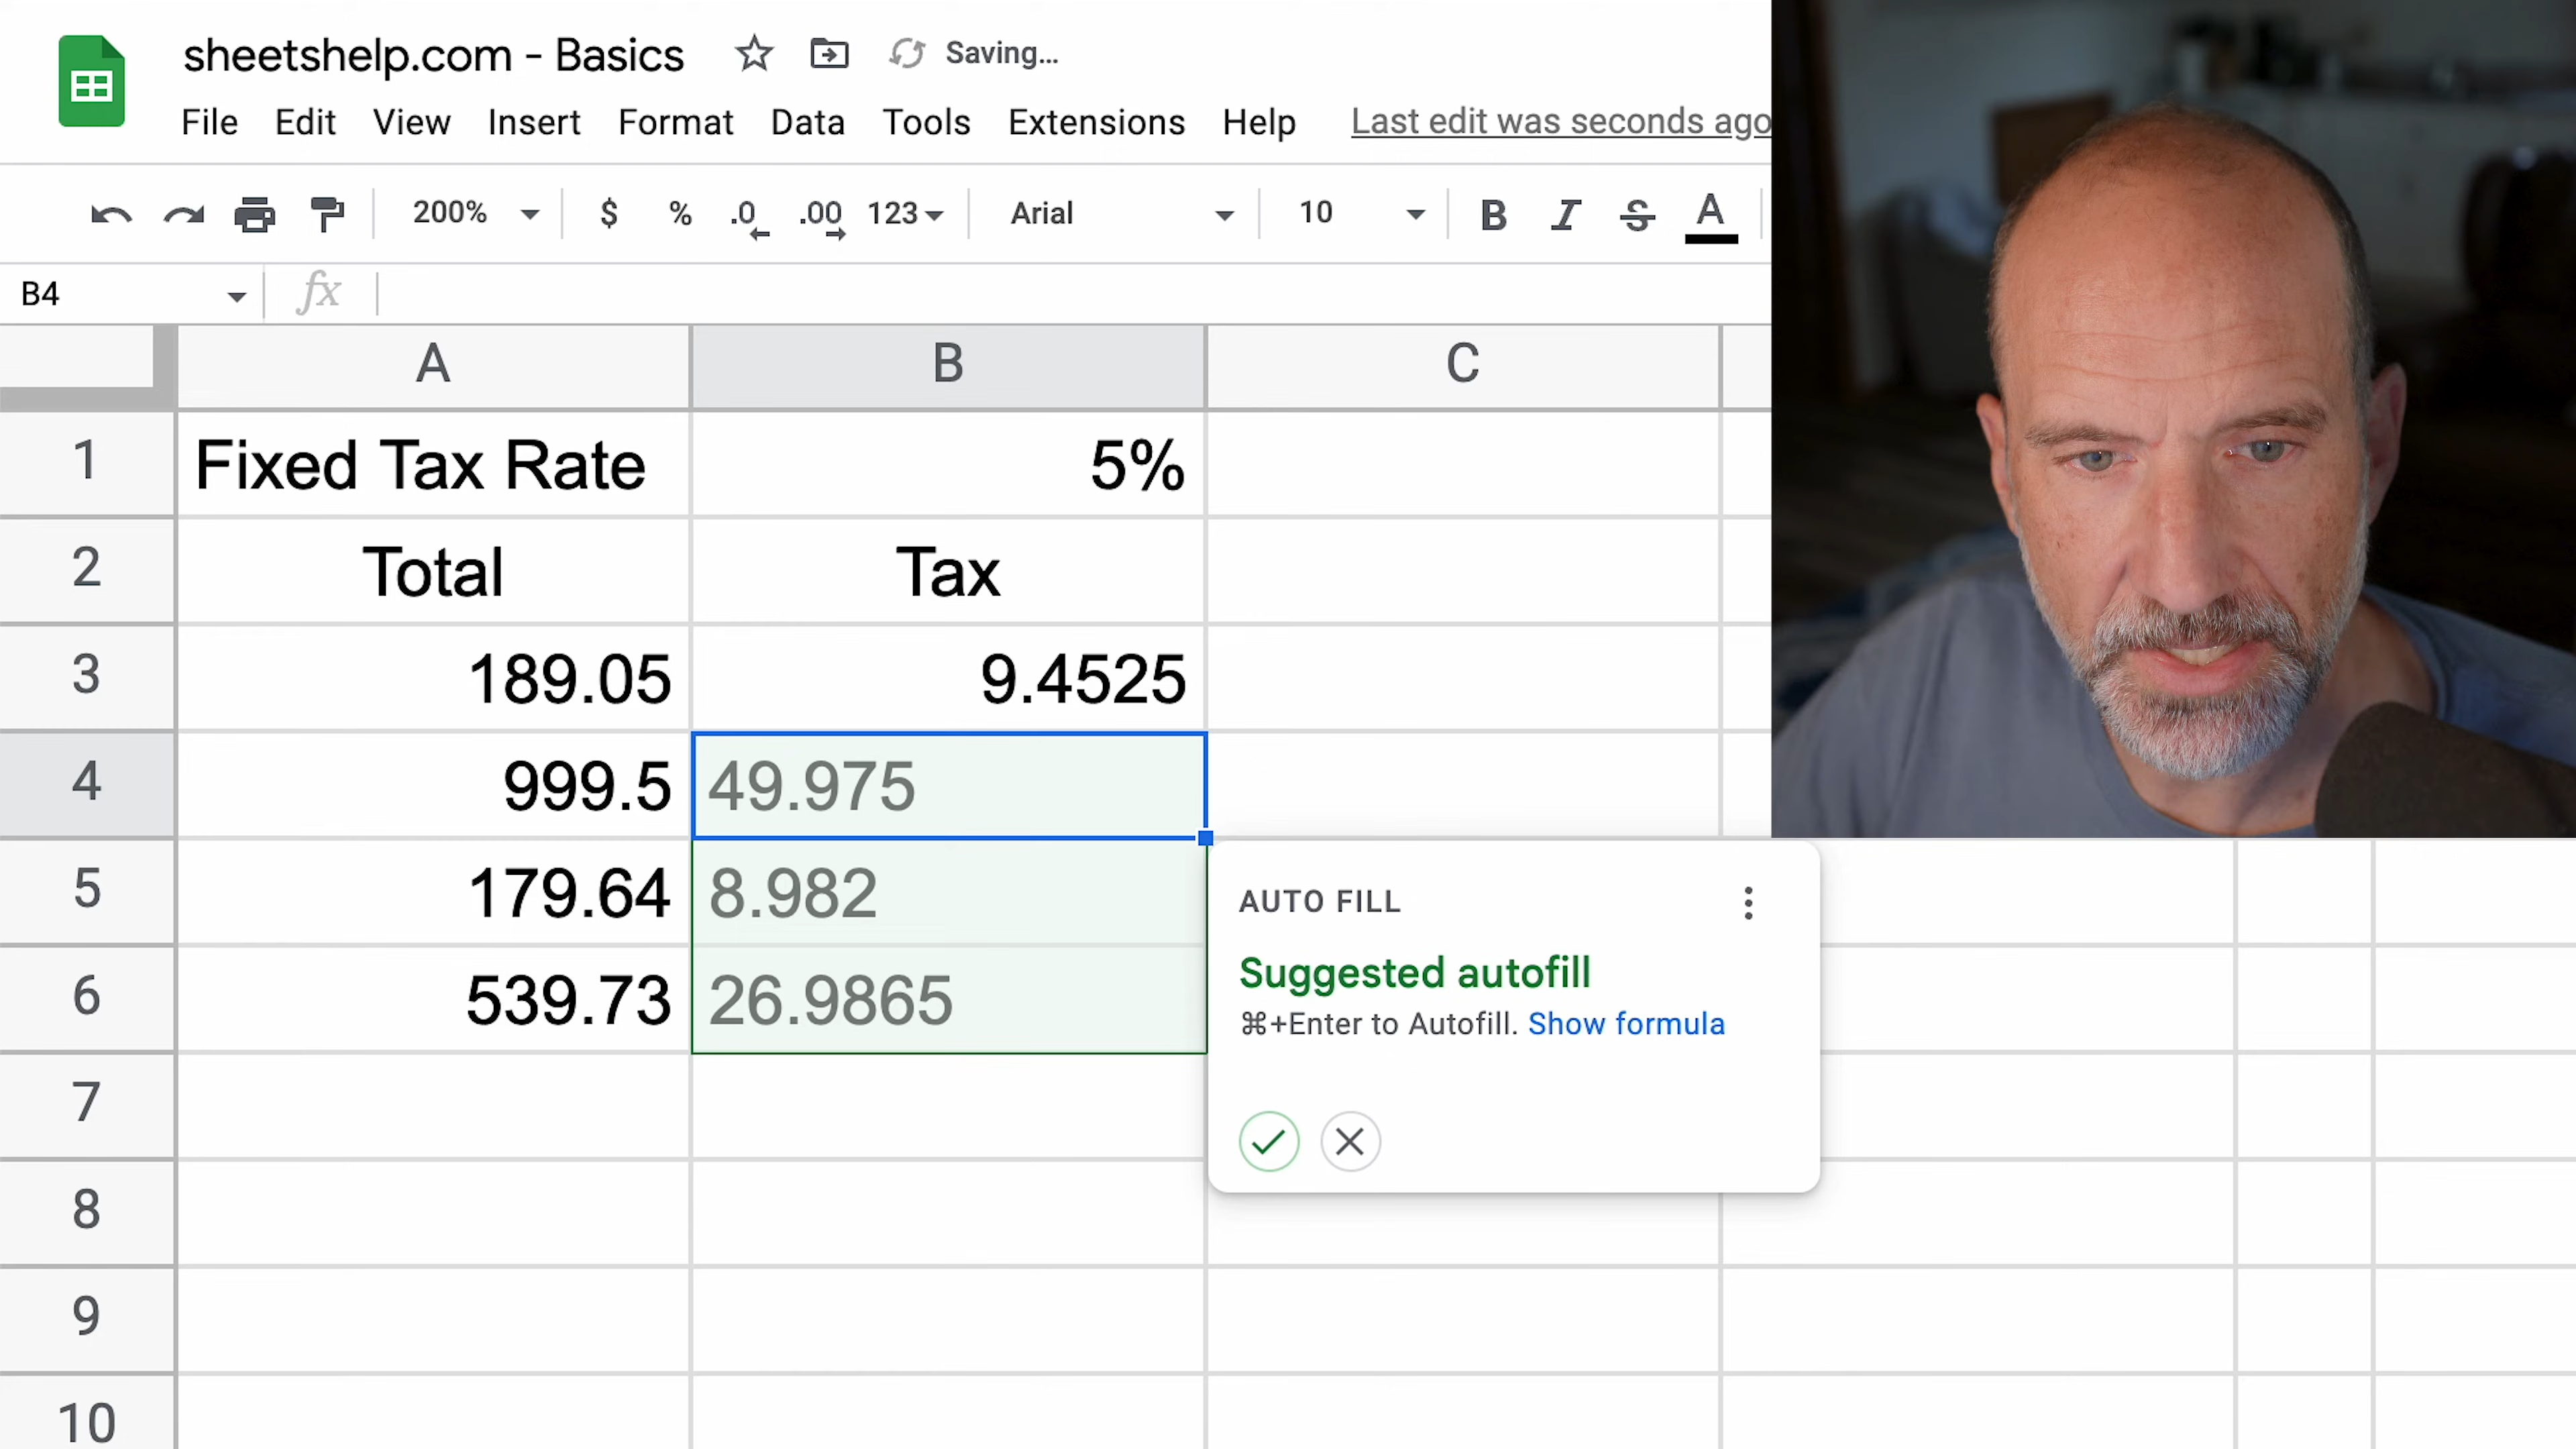 sheetshelp.com - Basics Saving...
File Edit View Insert Format Data Tools Extensions Help Last edit was seconds ago
200% $ % .0 .00 123 Arial 10 B I S A
B4 fx
A B C
1 Fixed Tax Rate 5%
2 Total Tax
3 189.05 9.4525
4 999.5 49.975
5 179.64 8.982
6 539.73 26.9865
AUTO FILL
Suggested autofill
⌘+Enter to Autofill. Show formula
7
8
9
10